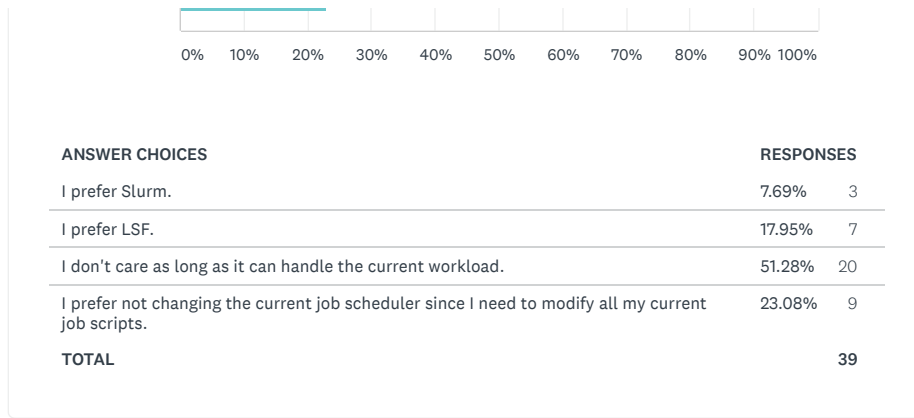 0% 10% 20% 30% 40% 50% 60% 70% 80% 90% 100%
ANSWER CHOICES RESPONSES
I prefer Slurm. 7.69% 3
I prefer LSF. 17.95% 7
I don't care as long as it can handle the current workload. 51.28% 20
I prefer not changing the current job scheduler since I need to modify all my current 23.08% 9
job scripts.
TOTAL 39